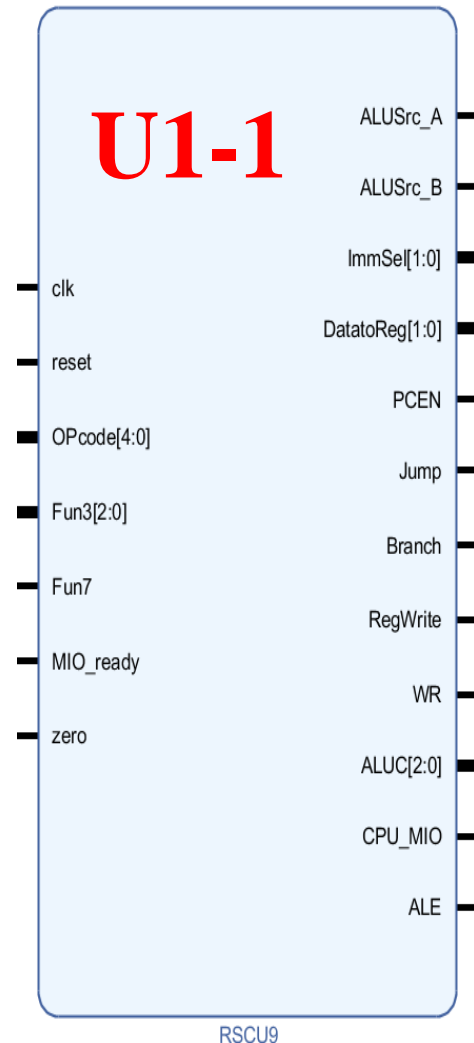 U1-1
clk
reset
OPcode[4:0]
Fun3[2:0]
Fun7
MIO_ready
zero
ALUSrc_A
ALUSrc_B
ImmSel[1:0]
DatatoReg[1:0]
PCEN
Jump
Branch
RegWrite
WR
ALUC[2:0]
CPU_MIO
ALE
RSCU9